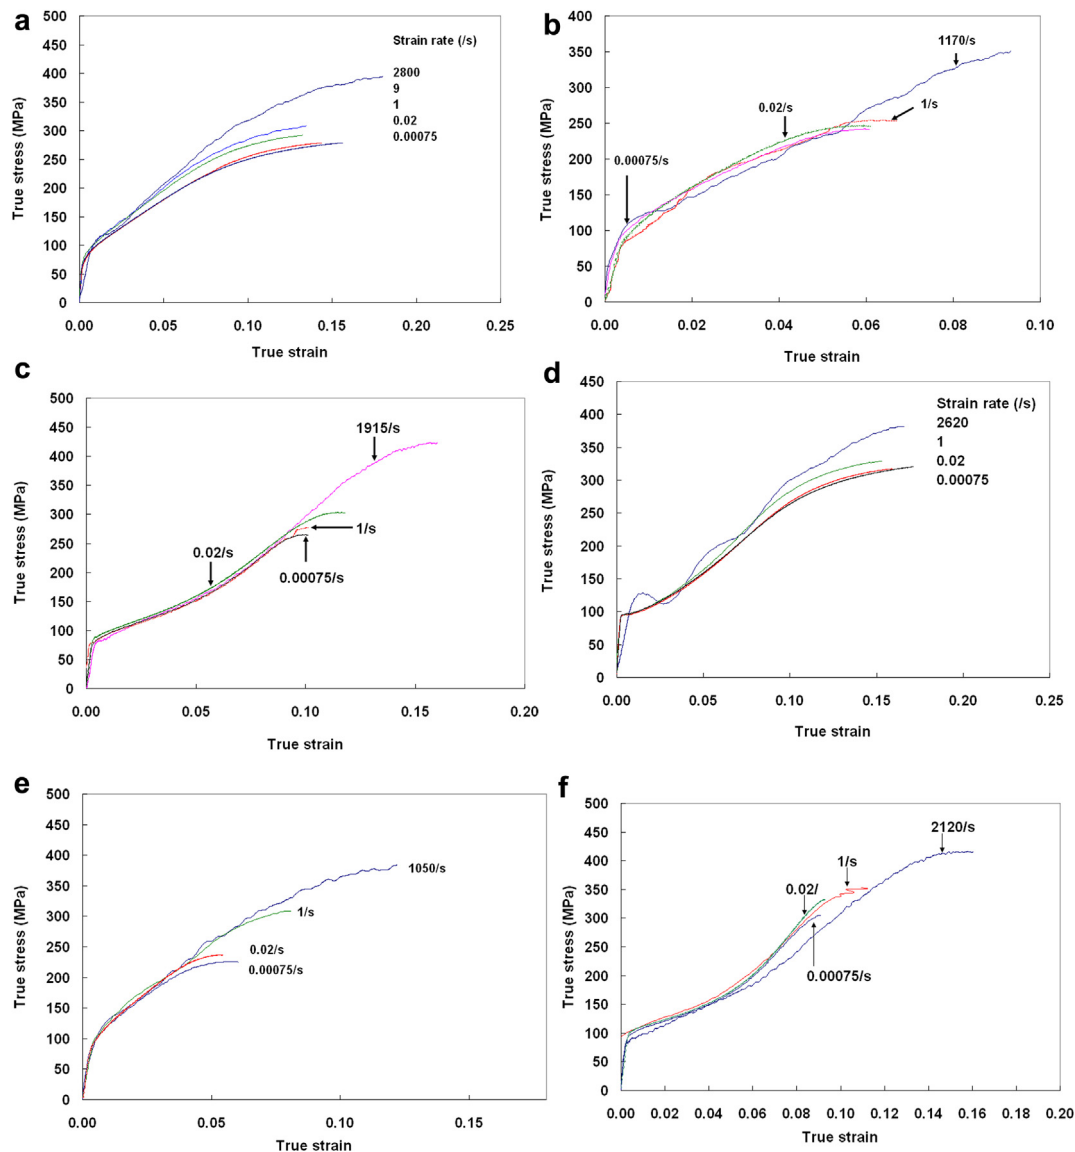 a
500
450
400
350
300
250
200
150
100
50
0
True stress (MPa)
Strain rate (/s)
2800
9
1
0.02
0.00075
0.00 0.05 0.10 0.15 0.20 0.25
True strain
b
400
350
300
250
200
150
100
50
0
True stress (MPa)
1170/s
0.02/s
1/s
0.00075/s
0.00 0.02 0.04 0.06 0.08 0.10
True strain
c
500
450
400
350
300
250
200
150
100
50
0
True stress (MPa)
1915/s
0.02/s
1/s
0.00075/s
0.00 0.05 0.10 0.15 0.20
True strain
d
450
400
350
300
250
200
150
100
50
0
True stress (MPa)
Strain rate (/s)
2620
1
0.02
0.00075
0.00 0.05 0.10 0.15 0.20 0.25
True strain
e
500
450
400
350
300
250
200
150
100
50
0
True stress (MPa)
1050/s
1/s
0.02/s
0.00075/s
0.00 0.05 0.10 0.15
True strain
f
500
450
400
350
300
250
200
150
100
50
0
True stress (MPa)
2120/s
1/s
0.02/
0.00075/s
0.00 0.02 0.04 0.06 0.08 0.10 0.12 0.14 0.16 0.18 0.20
True strain